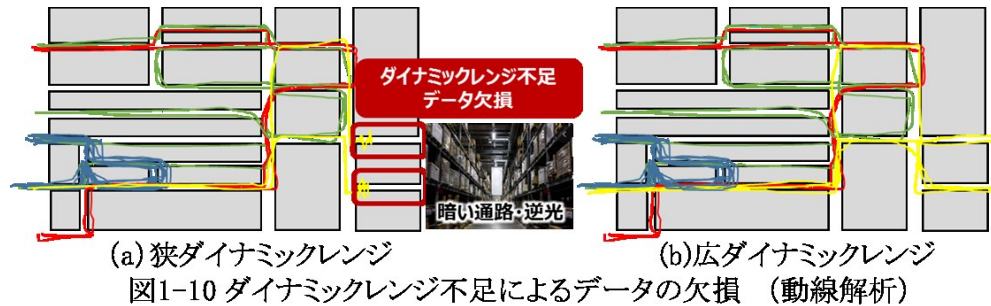 ダイナミックレンジ不足
データ欠損
暗い通路・逆光
(a)狭ダイナミックレンジ
(b)広ダイナミックレンジ
図1-10 ダイナミックレンジ不足によるデータの欠損 (動線解析)